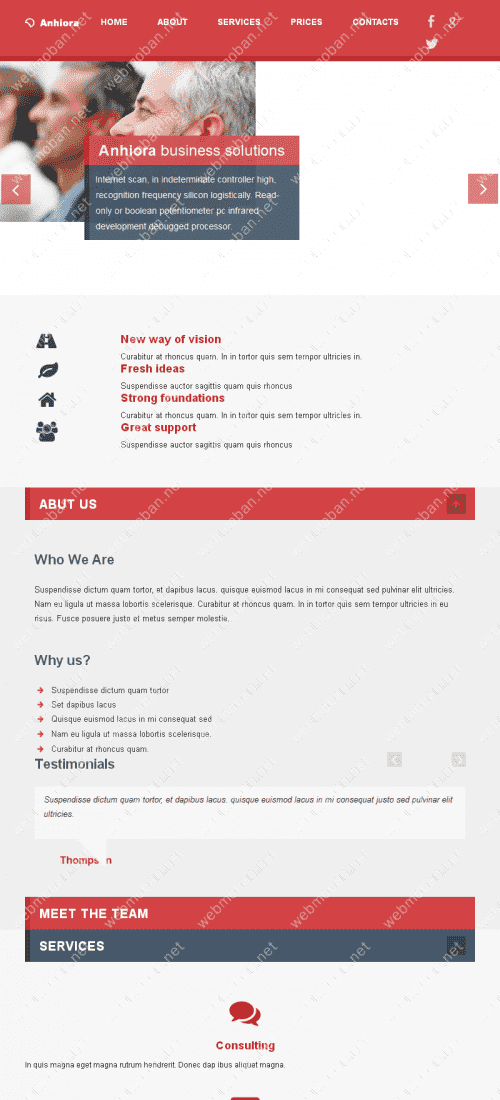 Anhiora HOME ABOUT SERVICES PRICES CONTACTS
Anhiora business solutions
Internet scan, in indeterminate controller high,
recognition frequency silicon logistically. Read-
only or boolean potentiometer pc infrared
development debugged processor.
New way of vision
Curabitur at rhoncus quam. In in tortor quis sem tempor ultricies in.
Fresh ideas
Suspendisse auctor sagittis quam quis rhoncus
Strong foundations
Curabitur at rhoncus quam. In in tortor quis sem tempor ultricies in.
Great support
Suspendisse auctor sagittis quam quis rhoncus
ABUT US
Who We Are
Suspendisse dictum quam tortor, et dapibus lacus. quisque euismod lacus in mi consequat sed pulvinar elit ultricies.
Nam eu ligula ut massa lobortis scelerisque. Curabitur at rhoncus quam. In in tortor quis sem tempor ultricies in eu
risus. Fusce posuere justo et metus semper molestie.
Why us?
Suspendisse dictum quam tortor
Set dapibus lacus
Quisque euismod lacus in mi consequat sed
Nam eu ligula ut massa lobortis scelerisque.
Curabitur at rhoncus quam.
Testimonials
Suspendisse dictum quam tortor, et dapibus lacus. quisque euismod lacus in mi consequat justo sed pulvinar elit
ultricies.
Thompson
MEET THE TEAM
SERVICES
Consulting
In quis magna eget magna rutrum hendrerit. Donec dap ibus aliquet magna.
webmoban.net